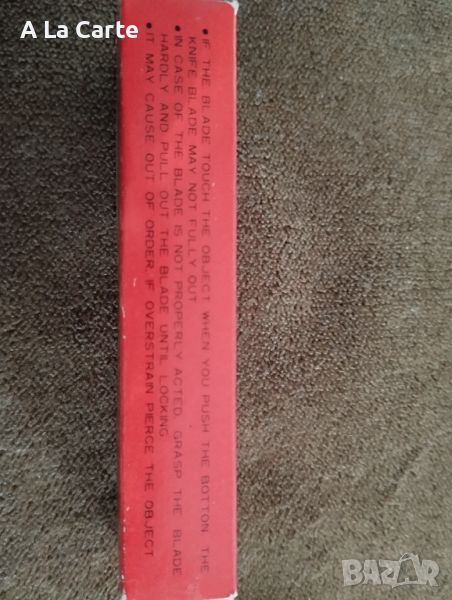 A La Carte
• IF THE BLADE TOUCH THE OBJECT WHEN YOU PUSH THE BOTTON THE
KNIFE BLADE MAY NOT FULLY OUT
• IN CASE OF THE BLADE IS NOT PROPERLY ACTED, GRASP THE BLADE
HARDLY AND PULL OUT THE BLADE UNTIL LOCKING
• IT MAY CAUSE OUT OF ORDER, IF OVERSTRAIN PIERCE THE OBJECT
BAZAR